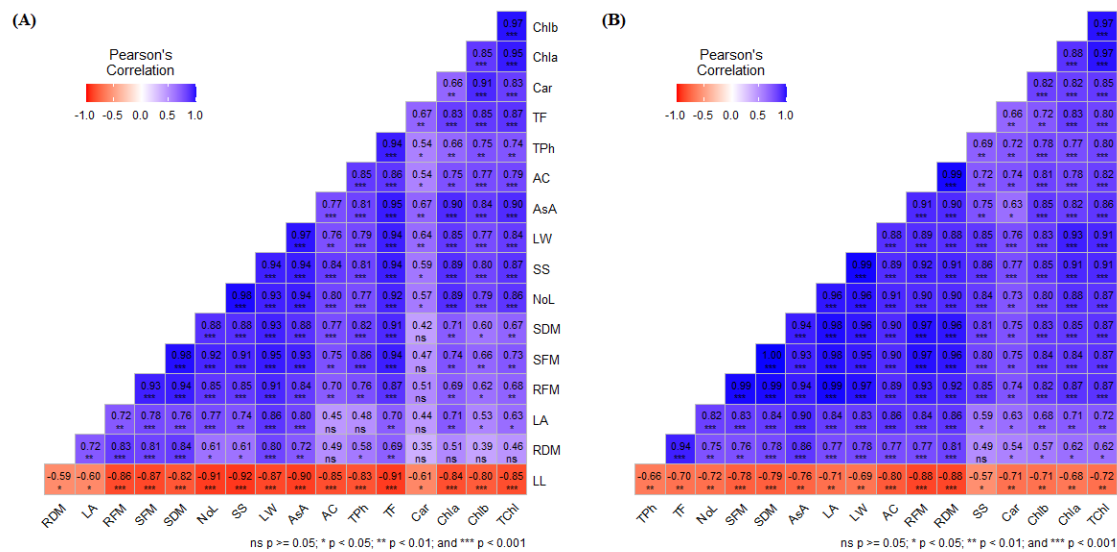 (A)
Pearson's
Correlation
-1.0 0.0 1.0
0.97 Chlb
***
0.85 0.95 Chla
*** ***
0.66 0.91 0.83 Car
** *** ***
0.67 0.83 0.85 0.87 TF
** *** *** ***
0.94 0.54 0.66 0.75 0.74 TPh
*** * ** ** **
0.85 0.86 0.54 0.75 0.77 0.79 AC
*** *** * ** *** ***
0.77 0.81 0.95 0.67 0.90 0.84 0.90 AsA
*** *** *** ** *** *** ***
0.97 0.76 0.79 0.94 0.64 0.85 0.77 0.84 LW
*** ** *** *** ** *** *** ***
0.94 0.94 0.84 0.81 0.94 0.59 0.89 0.80 0.87 SS
*** *** *** *** *** * *** *** ***
0.98 0.93 0.94 0.80 0.77 0.92 0.57 0.89 0.79 0.86 NoL
*** *** *** *** *** *** * *** *** ***
0.88 0.88 0.93 0.88 0.77 0.82 0.91 0.42 0.71 0.60 0.67 SDM
*** *** *** *** *** *** *** ns ** * **
0.98 0.92 0.91 0.95 0.93 0.75 0.86 0.94 0.47 0.74 0.66 0.73 SFM
*** *** *** *** *** ** *** *** ns ** ** **
0.93 0.94 0.85 0.85 0.91 0.84 0.70 0.76 0.87 0.51 0.69 0.62 0.68 RFM
*** *** *** *** *** *** ** ** *** ns ** * **
0.72 0.78 0.76 0.77 0.74 0.86 0.80 0.45 0.48 0.70 0.44 0.71 0.53 0.63 LA
** *** *** *** ** *** *** ns ns ** ns ** * *
0.72 0.83 0.81 0.84 0.61 0.61 0.80 0.72 0.49 0.58 0.69 0.35 0.51 0.39 0.46 RDM
** *** *** *** * * *** ** ns * ** ns ns ns ns
-0.59 -0.60 -0.86 -0.87 -0.82 -0.91 -0.92 -0.87 -0.90 -0.85 -0.83 -0.91 -0.61 -0.84 -0.80 -0.85 LL
* * *** *** *** *** *** *** *** *** *** *** * *** *** ***
RDM LA RFM SFM SDM NoL SS LW AsA AC TPh TF Car Chla Chlb TChl
ns p >= 0.05; * p < 0.05; ** p < 0.01; and *** p < 0.001
(B)
Pearson's
Correlation
-1.0 0.0 1.0
0.97
***
0.88 0.97
*** ***
0.82 0.82 0.85
*** *** ***
0.66 0.72 0.83 0.80
** ** *** ***
0.69 0.72 0.78 0.77 0.80
** ** *** *** ***
0.99 0.72 0.74 0.81 0.78 0.82
*** ** ** *** *** ***
0.91 0.90 0.75 0.63 0.85 0.82 0.86
*** *** ** * *** *** ***
0.88 0.89 0.88 0.85 0.76 0.83 0.93 0.91
*** *** *** *** ** *** *** ***
0.99 0.89 0.92 0.91 0.86 0.77 0.85 0.91 0.91
*** *** *** *** *** *** *** *** ***
0.96 0.96 0.91 0.90 0.90 0.84 0.73 0.80 0.88 0.87
*** *** *** *** *** *** ** *** *** ***
0.94 0.98 0.96 0.90 0.97 0.96 0.81 0.75 0.83 0.85 0.87
*** *** *** *** *** *** *** ** *** *** ***
1.00 0.93 0.98 0.95 0.90 0.97 0.96 0.80 0.75 0.84 0.84 0.87
*** *** *** *** *** *** *** *** ** *** *** ***
0.99 0.99 0.94 0.99 0.97 0.89 0.93 0.92 0.85 0.74 0.82 0.87 0.87
*** *** *** *** *** *** *** *** *** ** *** *** ***
0.82 0.83 0.84 0.90 0.84 0.83 0.86 0.84 0.86 0.59 0.63 0.68 0.71 0.72
*** *** *** *** *** *** *** *** *** * * ** ** **
0.94 0.75 0.76 0.78 0.86 0.77 0.78 0.77 0.77 0.81 0.49 0.54 0.57 0.62 0.62
*** ** *** *** *** *** *** *** *** *** ns * * * *
-0.66 -0.70 -0.72 -0.78 -0.79 -0.76 -0.71 -0.69 -0.80 -0.88 -0.88 -0.57 -0.71 -0.71 -0.68 -0.72
** ** ** *** *** ** ** ** *** *** *** * ** ** ** **
TPh TF NoL SFM SDM AsA LA LW AC RFM RDM SS Car Chlb Chla TChl
ns p >= 0.05; * p < 0.05; ** p < 0.01; and *** p < 0.001